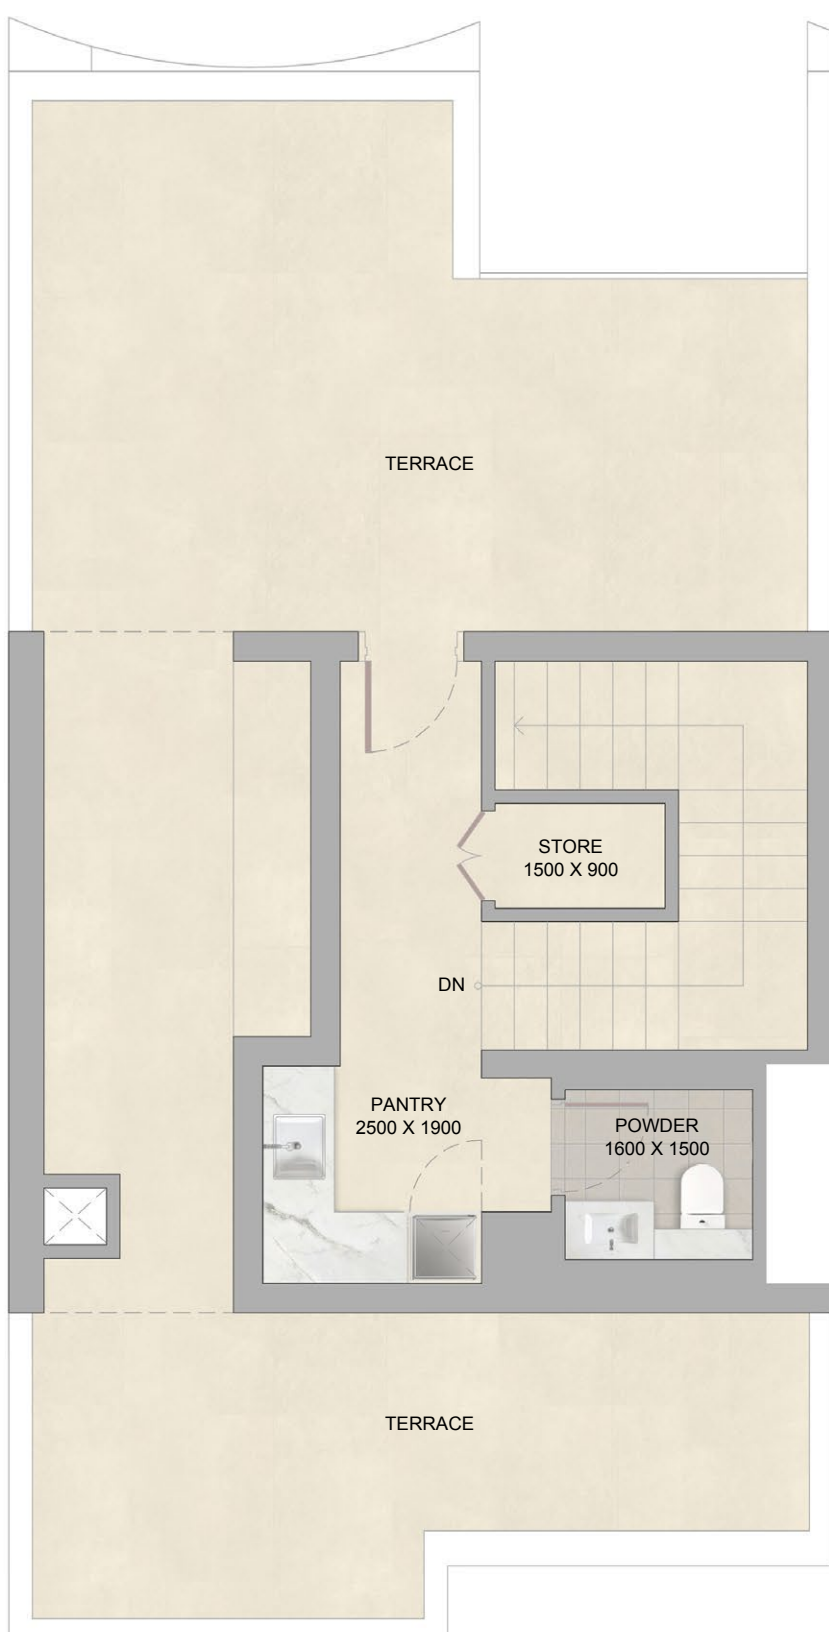 TERRACE
STORE
1500 X 900
DN
PANTRY
2500 X 1900
POWDER
1600 X 1500
TERRACE